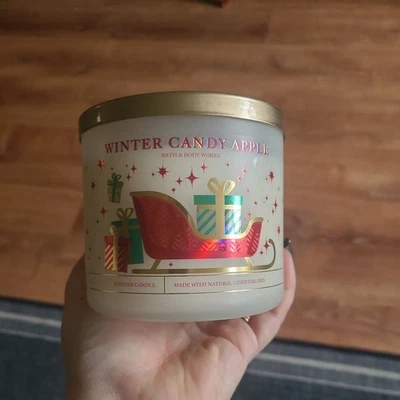 WINTER CANDY APPLE
BATH & BODY WORKS
SCENTED CANDLE
MADE WITH NATURAL ESSENTIAL OILS